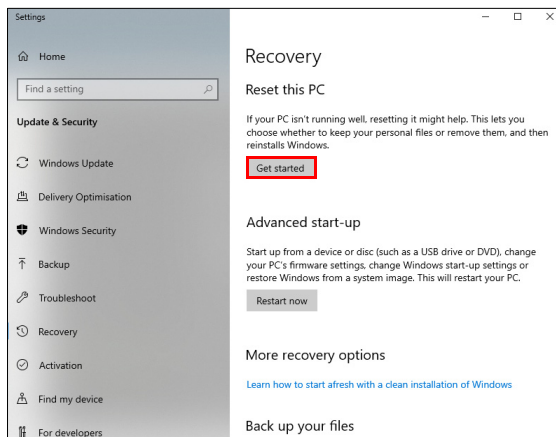 Settings
Home
Find a setting
Update & Security
Windows Update
Delivery Optimisation
Windows Security
Backup
Troubleshoot
Recovery
Activation
Find my device
For developers
Recovery
Reset this PC
If your PC isn't running well, resetting it might help. This lets you
choose whether to keep your personal files or remove them, and then
reinstalls Windows.
Get started
Advanced start-up
Start up from a device or disc (such as a USB drive or DVD), change
your PC's firmware settings, change Windows start-up settings or
restore Windows from a system image. This will restart your PC.
Restart now
More recovery options
Learn how to start afresh with a clean installation of Windows
Back up your files